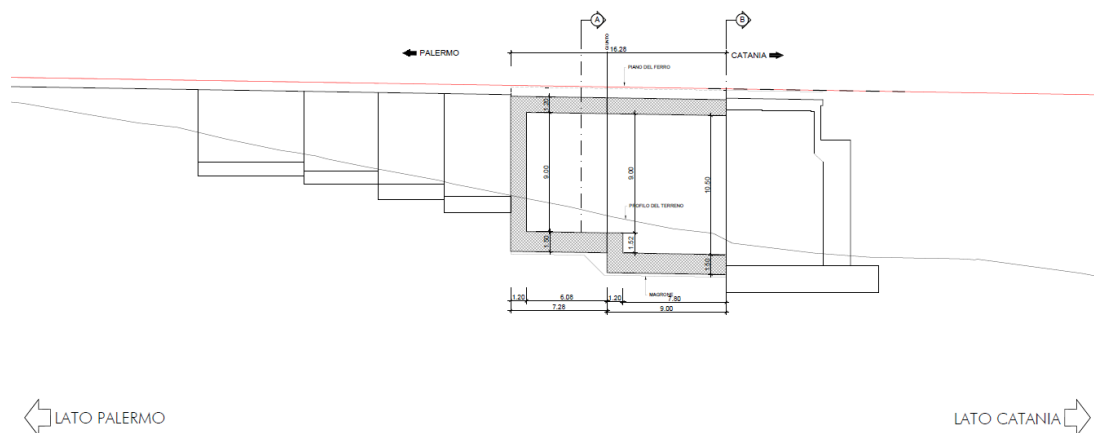 A
B
GIUNTO
PALERMO
16.28
CATANIA
PIANO DEL FERRO
1.20
9.00
9.00
10.50
PROFILO DEL TERRENO
1.50
1.52
1.50
MAGRONE
1.20
6.08
1.20
7.80
7.28
9.00
LATO PALERMO
LATO CATANIA